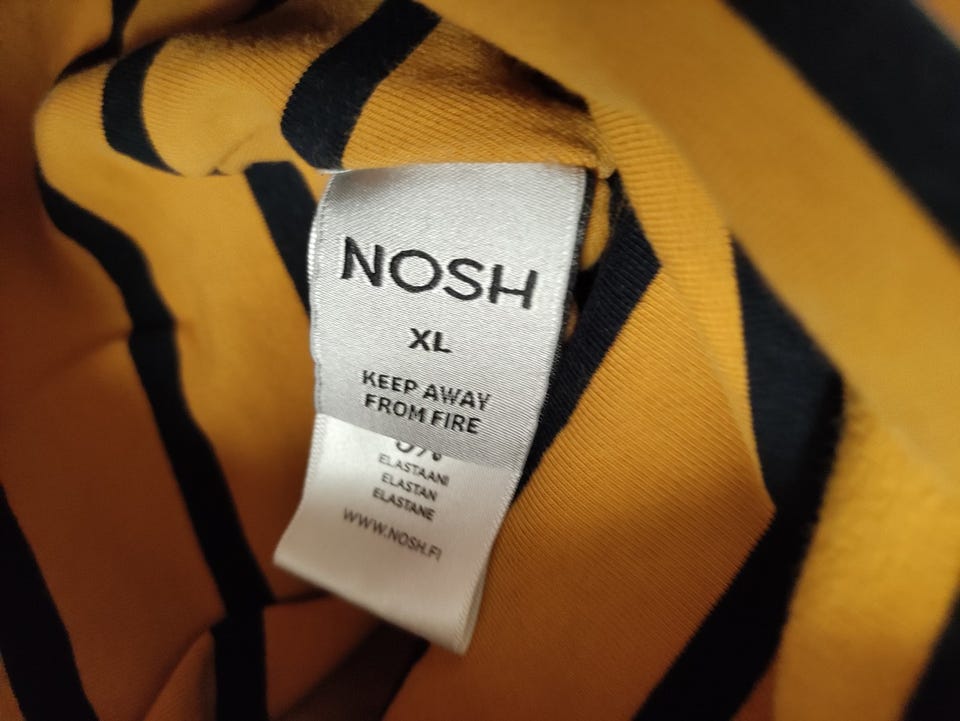 NOSH
XL
KEEP AWAY
FROM FIRE
ELASTAANI
ELASTAN
ELASTANE
WWW.NOSH.FI